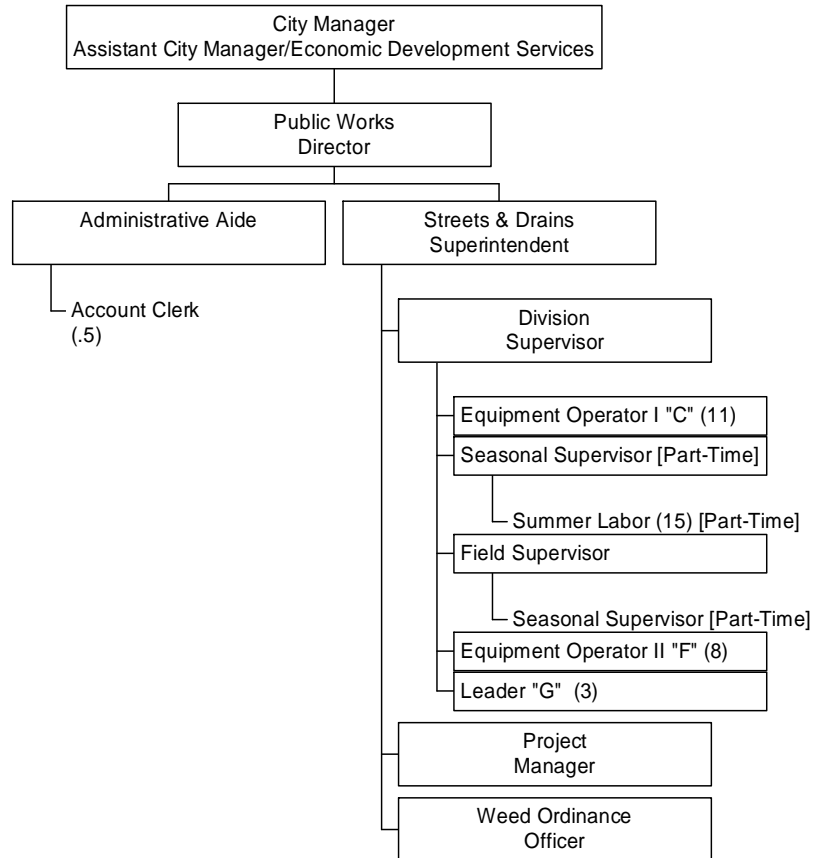 City Manager
Assistant City Manager/Economic Development Services
Public Works
Director
Administrative Aide
Streets & Drains
Superintendent
Account Clerk
(.5)
Division
Supervisor
Equipment Operator I "C" (11)
Seasonal Supervisor [Part-Time]
Summer Labor (15) [Part-Time]
Field Supervisor
Seasonal Supervisor [Part-Time]
Equipment Operator II "F" (8)
Leader "G" (3)
Project
Manager
Weed Ordinance
Officer